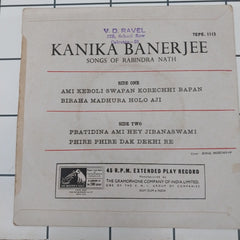 7EPE. 1113
V. D. RAVEL
KANIKA BANERJEE
SONGS OF RABINDRA NATH
SIDE ONE
AMI KEBOLI SWAPAN KORECHHI BAPAN
BIRAHA MADHURA HOLO AJI
SIDE TWO
PRATIDINA AMI HEY JIBANASWAMI
PHIRE PHIRE DAK DEKHI RE
45 R.P.M. EXTENDED PLAY RECORD
THE GRAMOPHONE COMPANY OF INDIA LIMITED.